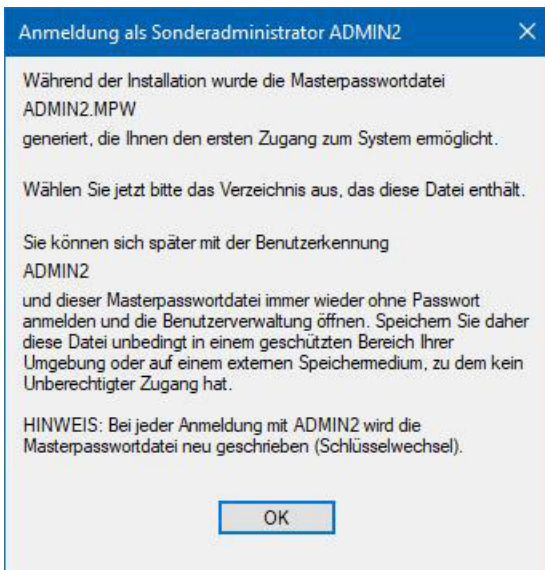 Anmeldung als Sonderadministrator ADMIN2
Während der Installation wurde die Masterpasswortdatei
ADMIN2.MPW
generiert, die Ihnen den ersten Zugang zum System ermöglicht.
Wählen Sie jetzt bitte das Verzeichnis aus, das diese Datei enthält.
Sie können sich später mit der Benutzerkennung
ADMIN2
und dieser Masterpasswortdatei immer wieder ohne Passwort
anmelden und die Benutzerverwaltung öffnen. Speichern Sie daher
diese Datei unbedingt in einem geschützten Bereich Ihrer
Umgebung oder auf einem externen Speichermedium, zu dem kein
Unberechtigter Zugang hat.
HINWEIS: Bei jeder Anmeldung mit ADMIN2 wird die
Masterpasswortdatei neu geschrieben (Schlüsselwechsel).
OK